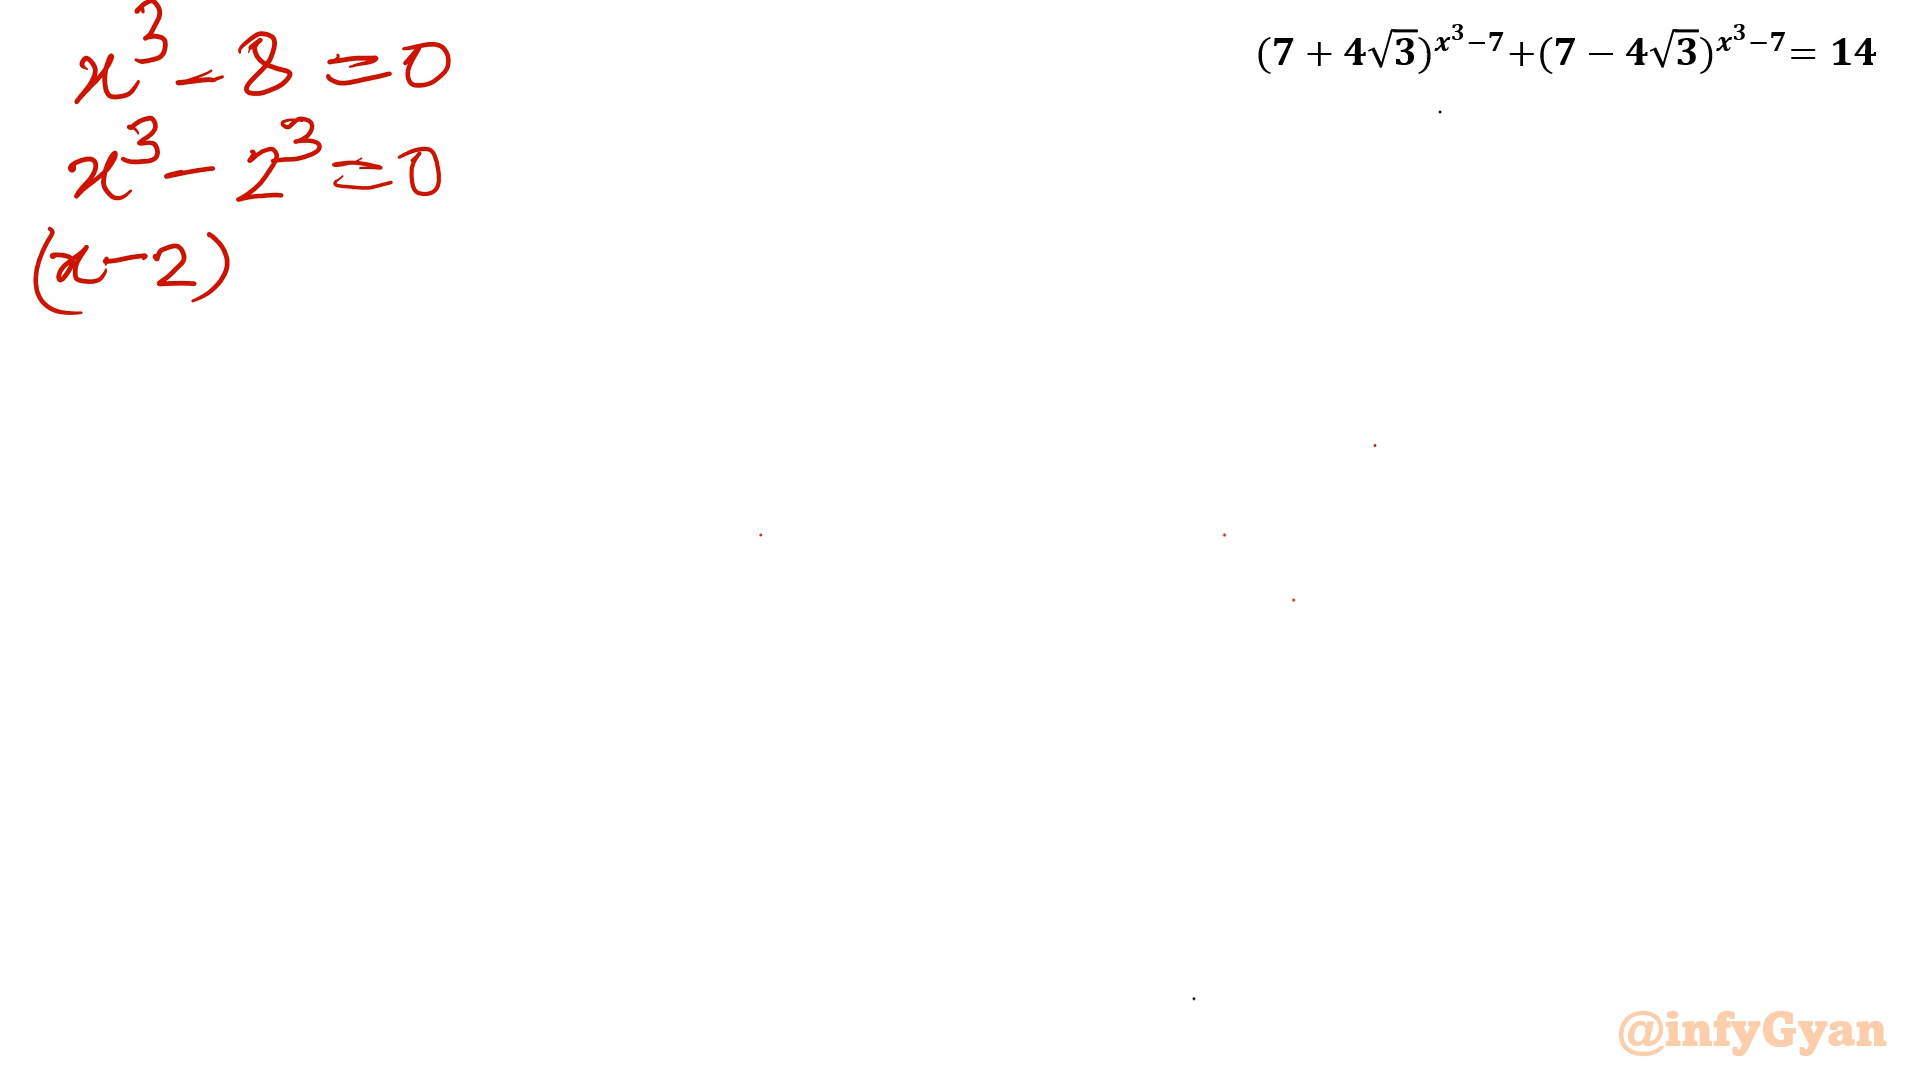 x³ - 8 = 0
x³ - 2³ = 0
(x - 2)
(7 + 4√3)^{x³-7} + (7 - 4√3)^{x³-7} = 14
@infyGyan